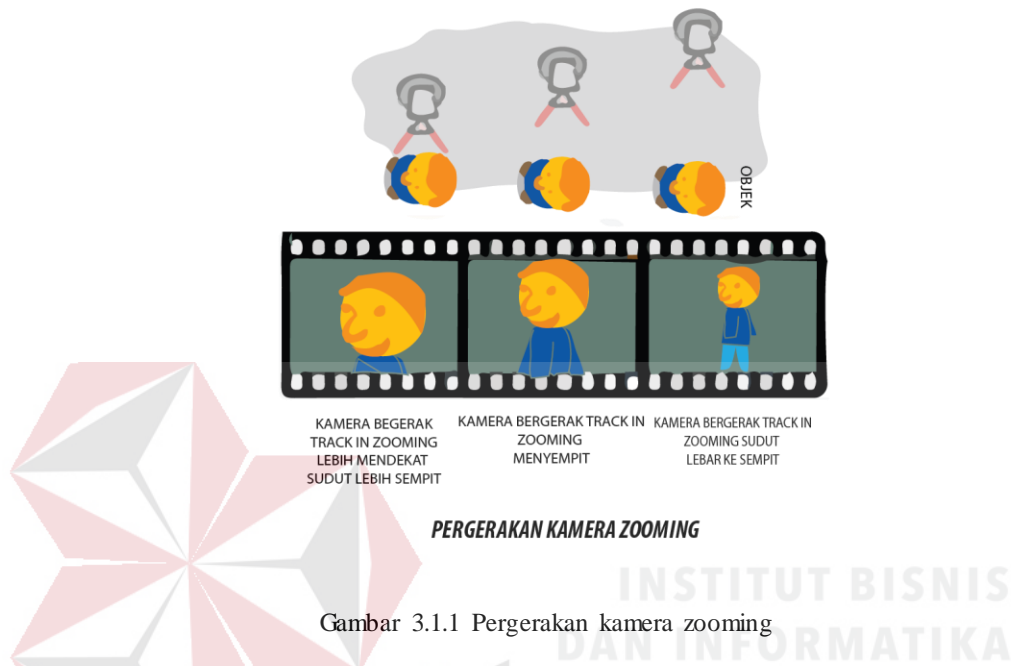 OBJEK
KAMERA BEGERAK
TRACK IN ZOOMING
LEBIH MENDEKAT
SUDUT LEBIH SEMPIT
KAMERA BERGERAK TRACK IN
ZOOMING
MENYEMPIT
KAMERA BERGERAK TRACK IN
ZOOMING SUDUT
LEBAR KE SEMPIT
PERGERAKAN KAMERA ZOOMING
INSTITUT BISNIS
Gambar 3.1.1 Pergerakan kamera zooming
DAN INFORMATIKA